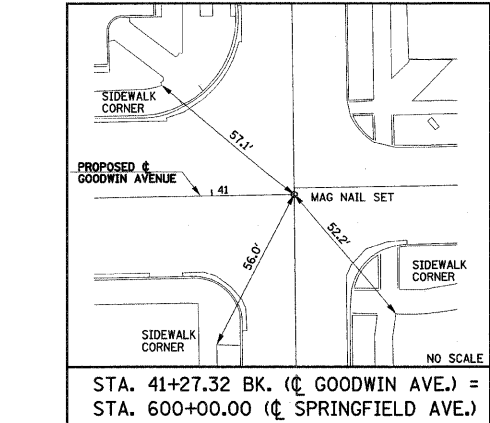 SIDEWALK
CORNER
57.1'
PROPOSED ℄
GOODWIN AVENUE
41
MAG NAIL SET
56.0'
52.2'
SIDEWALK
CORNER
SIDEWALK
CORNER
NO SCALE
STA. 41+27.32 BK. (℄ GOODWIN AVE.) =
STA. 600+00.00 (℄ SPRINGFIELD AVE.)